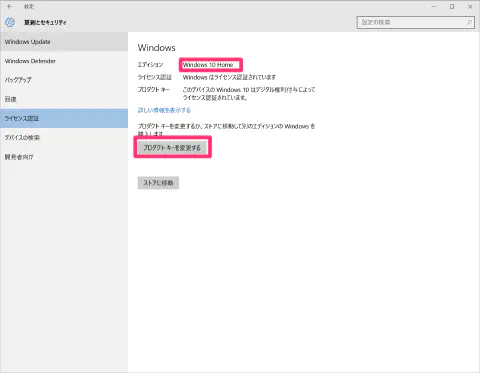 設定
更新とセキュリティ
設定の検索
Windows Update
Windows Defender
バックアップ
回復
ライセンス認証
デバイスの検索
開発者向け
Windows
エディション Windows 10 Home
ライセンス認証 Windows はライセンス認証されています
プロダクト キー このデバイスの Windows 10 はデジタル権利付与によって
ライセンス認証されています。
詳しい情報を表示する
プロダクト キーを変更するか、ストアに移動して別のエディションの Windows を
購入します。
プロダクト キーを変更する
ストアに移動